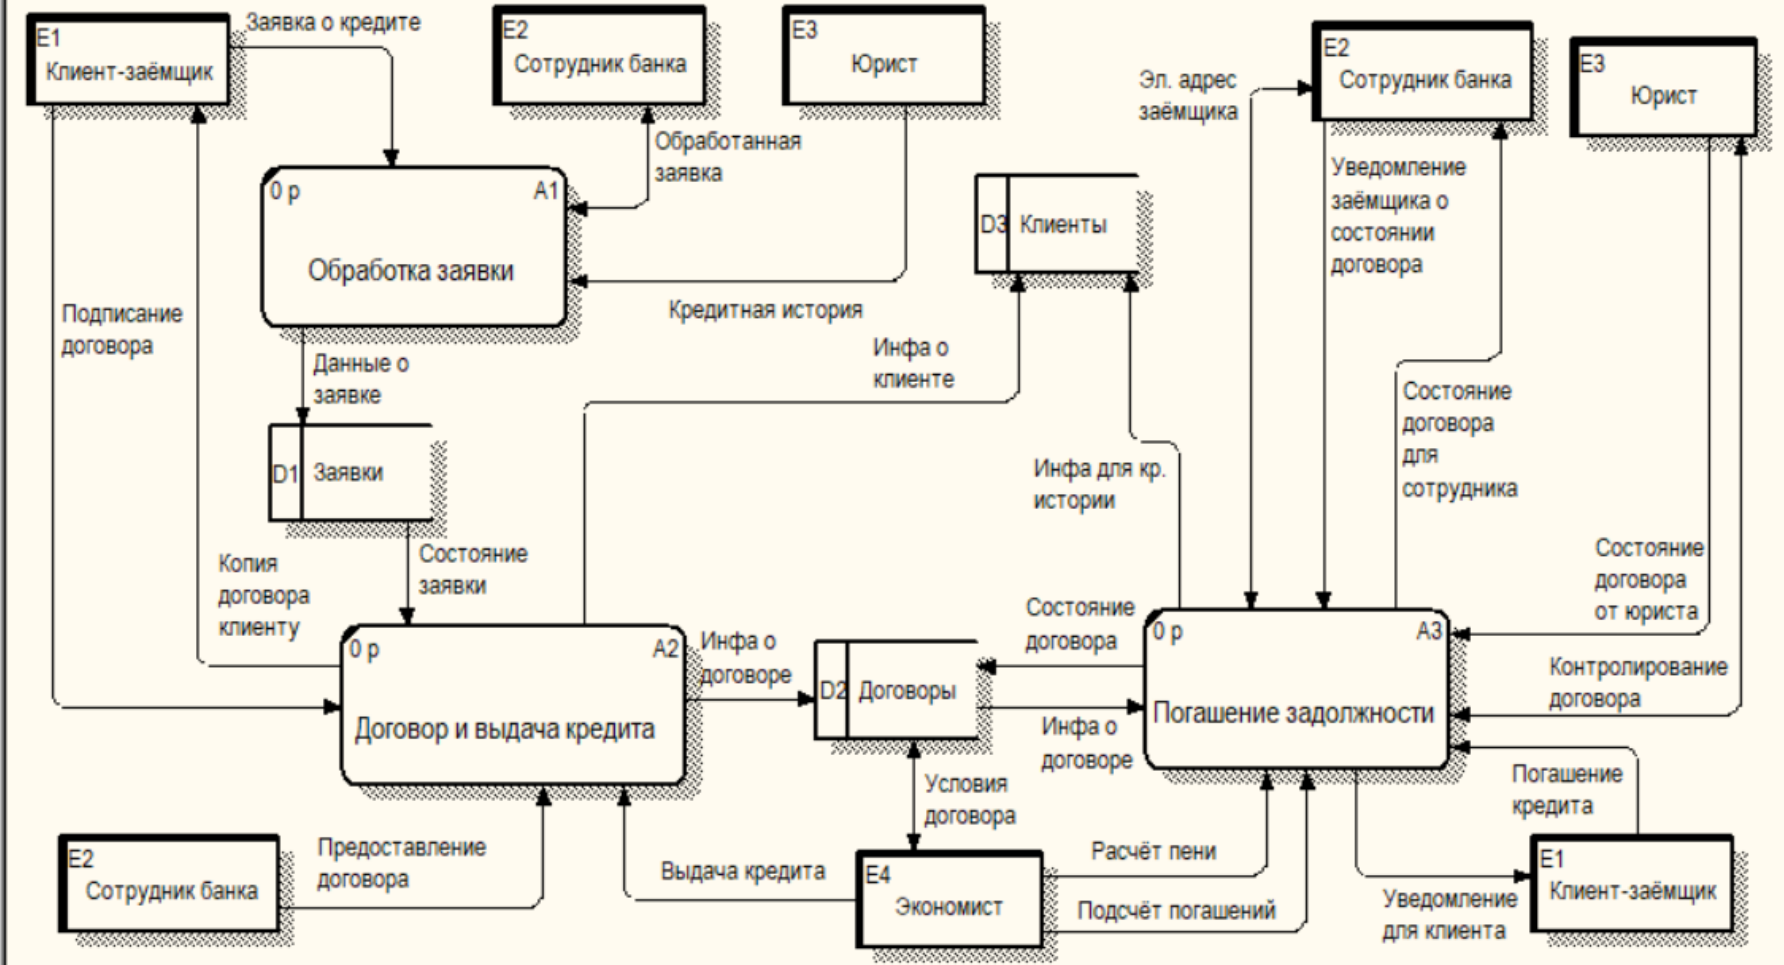 E1
Клиент-заёмщик
Заявка о кредите
E2
Сотрудник банка
E3
Юрист
Эл. адрес
заёмщика
E2
Сотрудник банка
E3
Юрист
Обработанная
заявка
0 р
A1
Обработка заявки
D3
Клиенты
Уведомление
заёмщика о
состоянии
договора
Подписание
договора
Кредитная история
Данные о
заявке
Инфа о
клиенте
Состояние
договора
для
сотрудника
D1
Заявки
Инфа для кр.
истории
Копия
договора
клиенту
Состояние
заявки
Состояние
договора
от юриста
0 р
A2
Договор и выдача кредита
Инфа о
договоре
D2
Договоры
Состояние
договора
Инфа о
договоре
0 р
A3
Погашение задолжности
Контролирование
договора
Условия
договора
Погашение
кредита
E2
Сотрудник банка
Предоставление
договора
Выдача кредита
E4
Экономист
Расчёт пени
Подсчёт погашений
Уведомление
для клиента
E1
Клиент-заёмщик